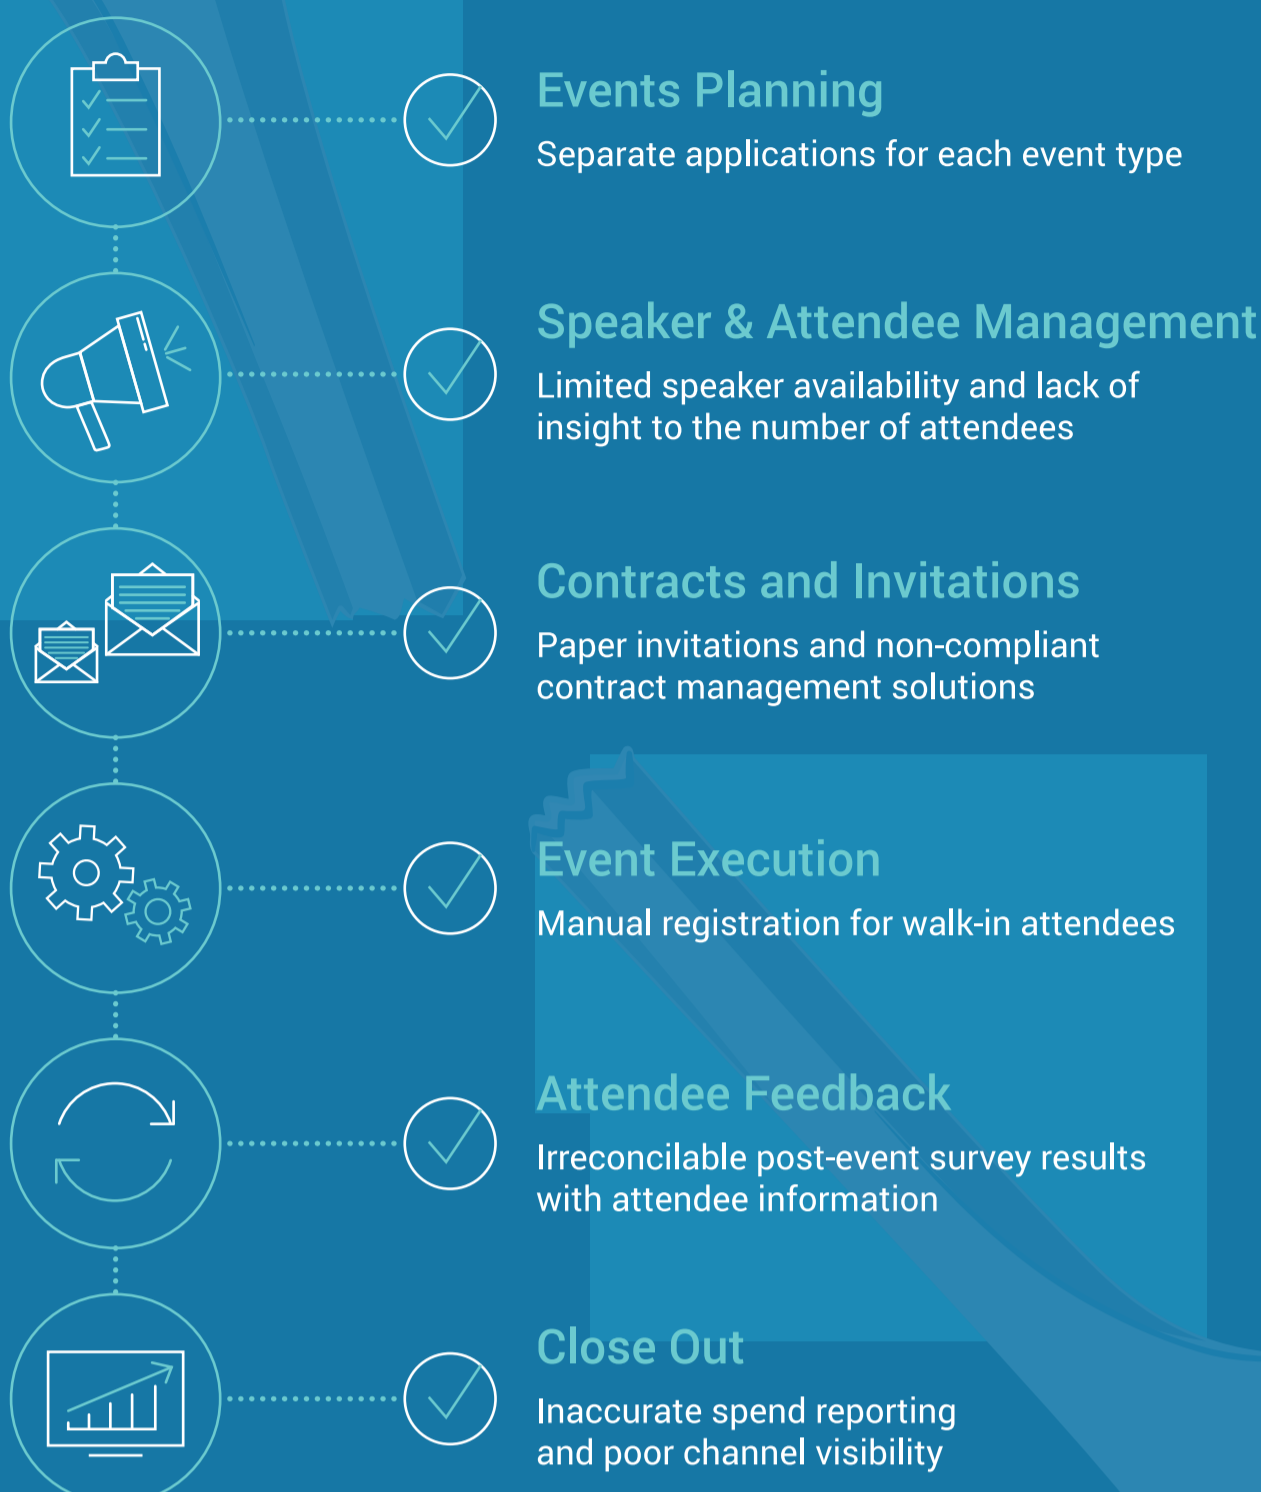 Events Planning
Separate applications for each event type
Speaker & Attendee Management
Limited speaker availability and lack of
insight to the number of attendees
Contracts and Invitations
Paper invitations and non-compliant
contract management solutions
Event Execution
Manual registration for walk-in attendees
Attendee Feedback
Irreconcilable post-event survey results
with attendee information
Close Out
Inaccurate spend reporting
and poor channel visibility